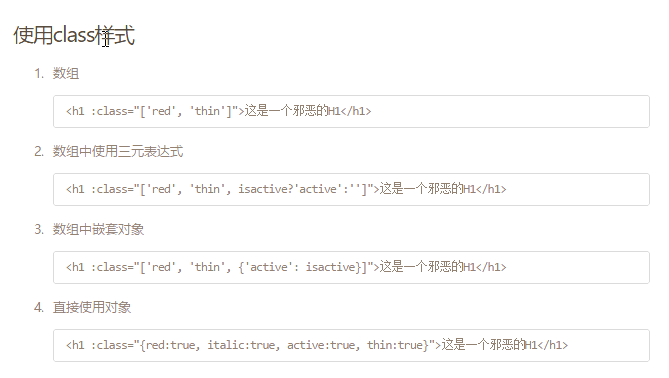 使用class样式
1. 数组
<h1 :class="['red', 'thin']">这是一个邪恶的H1</h1>
2. 数组中使用三元表达式
<h1 :class="['red', 'thin', isactive?'active':'']">这是一个邪恶的H1</h1>
3. 数组中嵌套对象
<h1 :class="['red', 'thin', {'active': isactive}]">这是一个邪恶的H1</h1>
4. 直接使用对象
<h1 :class="{red:true, italic:true, active:true, thin:true}">这是一个邪恶的H1</h1>